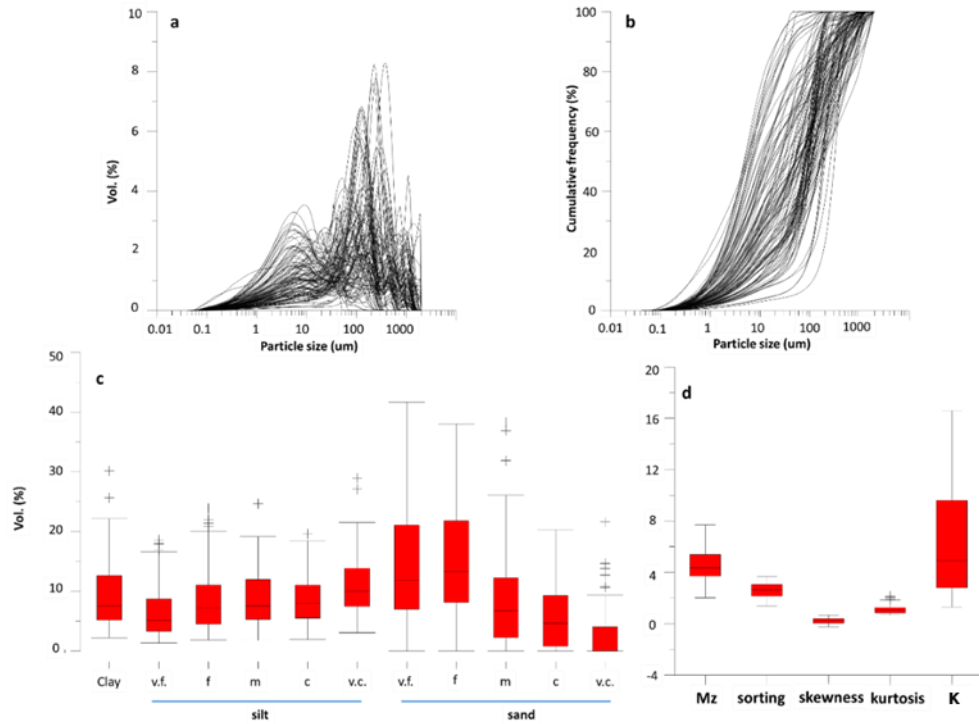 a
10
8
6
4
2
0
Vol. (%)
0.01 0.1 1 10 100 1000
Particle size (um)
b
100
80
60
40
20
0
Cumulative frequency (%)
0.01 0.1 1 10 100 1000
Particle size (um)
c
50
40
30
20
10
0
Vol. (%)
Clay v.f. f m c v.c. v.f. f m c v.c.
silt sand
d
20
16
12
8
4
0
-4
Mz sorting skewness kurtosis K